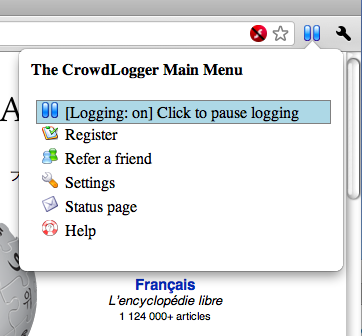 The CrowdLogger Main Menu
[Logging: on] Click to pause logging
Register
Refer a friend
Settings
Status page
Help
Français
L'encyclopédie libre
1 124 000+ articles